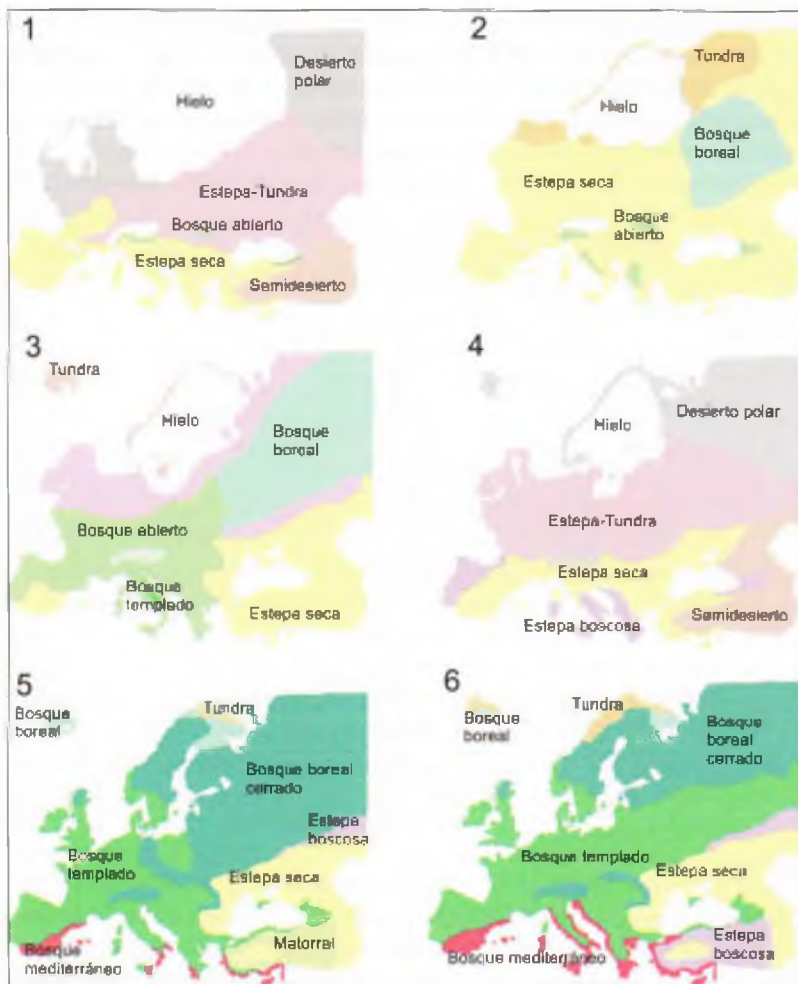 1
Desierto
polar
Hielo
Estepa-Tundra
Bosque abierto
Estepa seca
Semidesierto
2
Tundra
Hielo
Bosque
boreal
Estepa seca
Bosque
abierto
3
Tundra
Hielo
Bosque
boreal
Bosque abierto
Bosque
templado
Estepa seca
4
Desierto polar
Hielo
Estepa-Tundra
Estepa seca
Semidesierto
Estepa boscosa
5
Bosque
boreal
Tundra
Bosque boreal
cerrado
Estepa
boscosa
Bosque
templado
Estepa seca
Matorral
Bosque
mediterráneo
6
Bosque
boreal
Tundra
Bosque
boreal
cerrado
Bosque templado
Estepa seca
Bosque mediterráneo
Estepa
boscosa